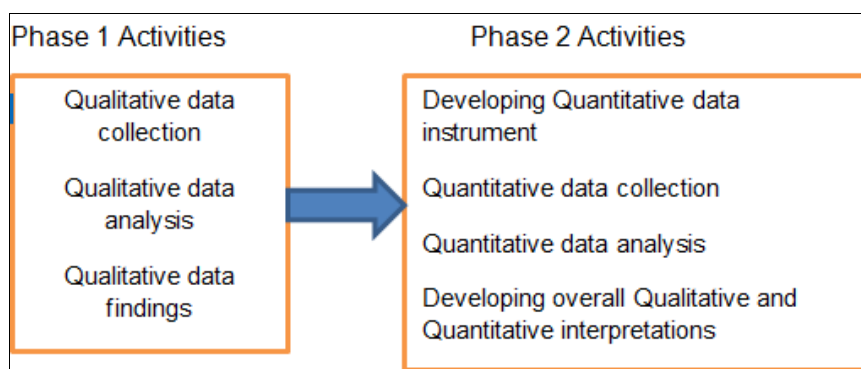 Phase 1 Activities
Phase 2 Activities
Qualitative data
collection
Qualitative data
analysis
Qualitative data
findings
Developing Quantitative data
instrument
Quantitative data collection
Quantitative data analysis
Developing overall Qualitative and
Quantitative interpretations